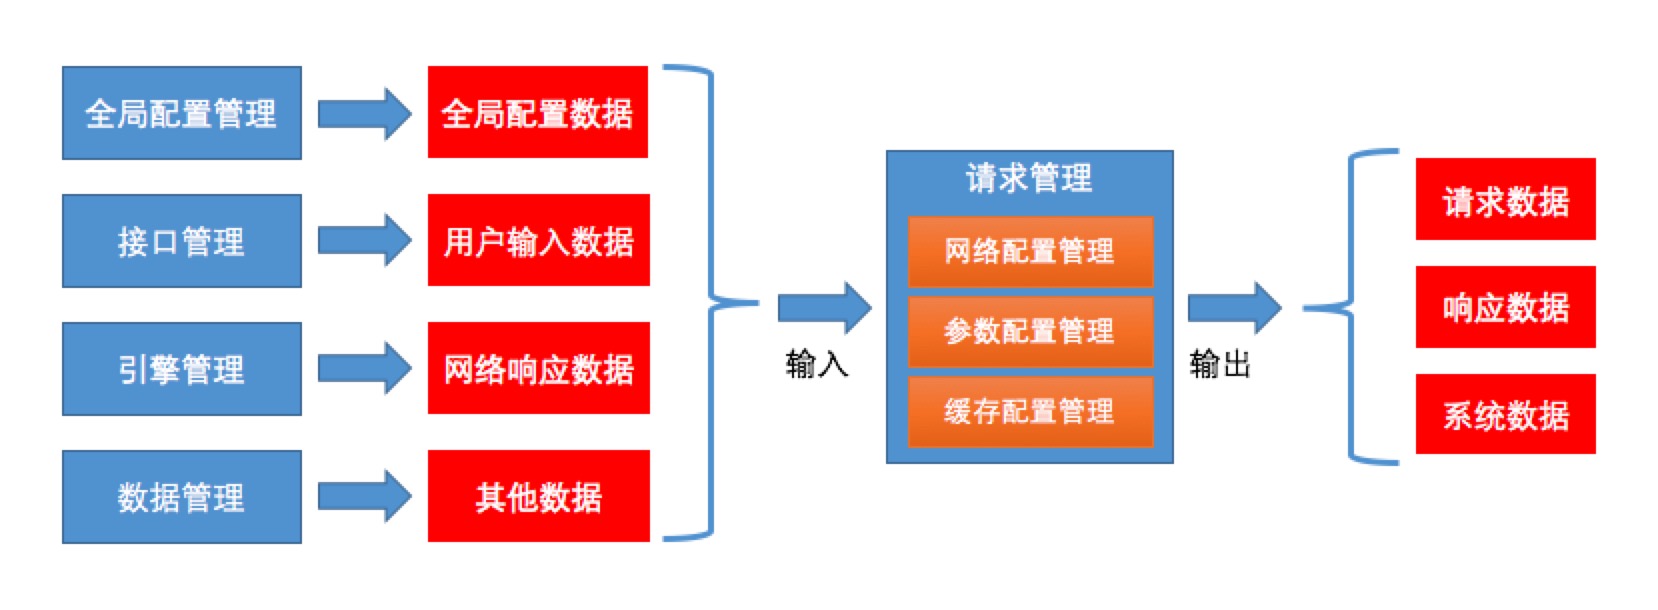 全局配置管理
全局配置数据
接口管理
用户输入数据
引擎管理
网络响应数据
数据管理
其他数据
输入
请求管理
网络配置管理
参数配置管理
缓存配置管理
输出
请求数据
响应数据
系统数据